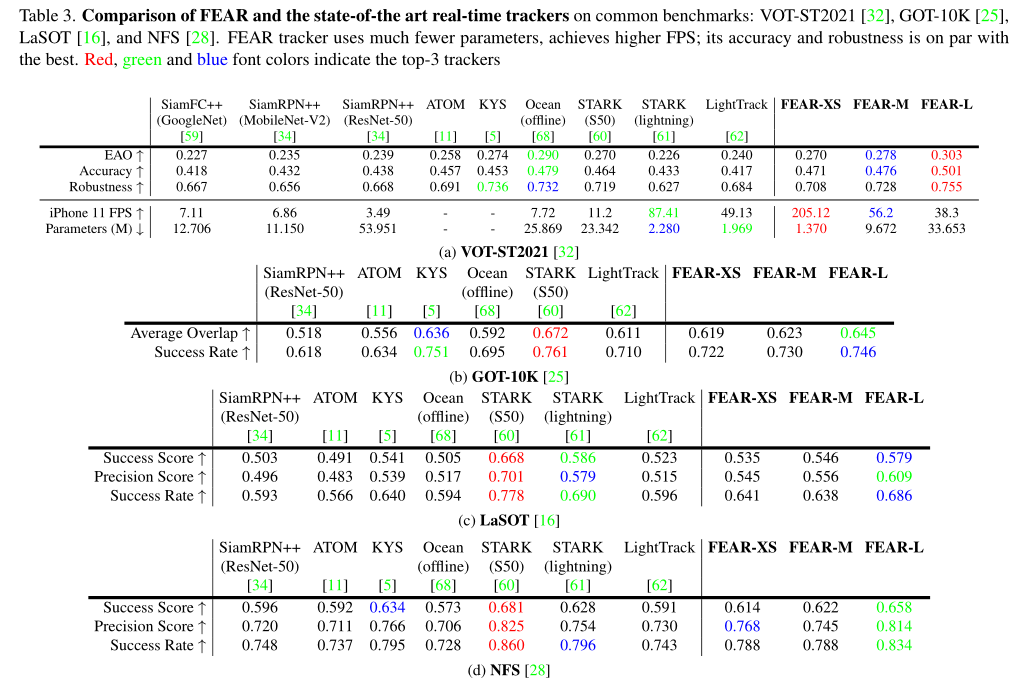 Table 3. Comparison of FEAR and the state-of-the art real-time trackers on common benchmarks: VOT-ST2021 [32], GOT-10K [25],
LaSOT [16], and NFS [28]. FEAR tracker uses much fewer parameters, achieves higher FPS; its accuracy and robustness is on par with
the best. Red, green and blue font colors indicate the top-3 trackers
SiamFC++ SiamRPN++ SiamRPN++ ATOM KYS Ocean STARK STARK LightTrack FEAR-XS FEAR-M FEAR-L
(GoogleNet) (MobileNet-V2) (ResNet-50) (offline) (S50) (lightning)
[59] [34] [34] [11] [5] [68] [60] [61] [62]
EAO ↑ 0.227 0.235 0.239 0.258 0.274 0.290 0.270 0.226 0.240 0.270 0.278 0.303
Accuracy ↑ 0.418 0.432 0.438 0.457 0.453 0.479 0.464 0.433 0.417 0.471 0.476 0.501
Robustness ↑ 0.667 0.656 0.668 0.691 0.736 0.732 0.719 0.627 0.684 0.708 0.728 0.755
iPhone 11 FPS ↑ 7.11 6.86 3.49 - - 7.72 11.2 87.41 49.13 205.12 56.2 38.3
Parameters (M) ↓ 12.706 11.150 53.951 - - 25.869 23.342 2.280 1.969 1.370 9.672 33.653
(a) VOT-ST2021 [32]
SiamRPN++ ATOM KYS Ocean STARK LightTrack FEAR-XS FEAR-M FEAR-L
(ResNet-50) (offline) (S50)
[34] [11] [5] [68] [60] [62]
Average Overlap ↑ 0.518 0.556 0.636 0.592 0.672 0.611 0.619 0.623 0.645
Success Rate ↑ 0.618 0.634 0.751 0.695 0.761 0.710 0.722 0.730 0.746
(b) GOT-10K [25]
SiamRPN++ ATOM KYS Ocean STARK STARK LightTrack FEAR-XS FEAR-M FEAR-L
(ResNet-50) (offline) (S50) (lightning)
[34] [11] [5] [68] [60] [61] [62]
Success Score ↑ 0.503 0.491 0.541 0.505 0.668 0.586 0.523 0.535 0.546 0.579
Precision Score ↑ 0.496 0.483 0.539 0.517 0.701 0.579 0.515 0.545 0.556 0.609
Success Rate ↑ 0.593 0.566 0.640 0.594 0.778 0.690 0.596 0.641 0.638 0.686
(c) LaSOT [16]
SiamRPN++ ATOM KYS Ocean STARK STARK LightTrack FEAR-XS FEAR-M FEAR-L
(ResNet-50) (offline) (S50) (lightning)
[34] [11] [5] [68] [60] [61] [62]
Success Score ↑ 0.596 0.592 0.634 0.573 0.681 0.628 0.591 0.614 0.622 0.658
Precision Score ↑ 0.720 0.711 0.766 0.706 0.825 0.754 0.730 0.768 0.745 0.814
Success Rate ↑ 0.748 0.737 0.795 0.728 0.860 0.796 0.743 0.788 0.788 0.834
(d) NFS [28]